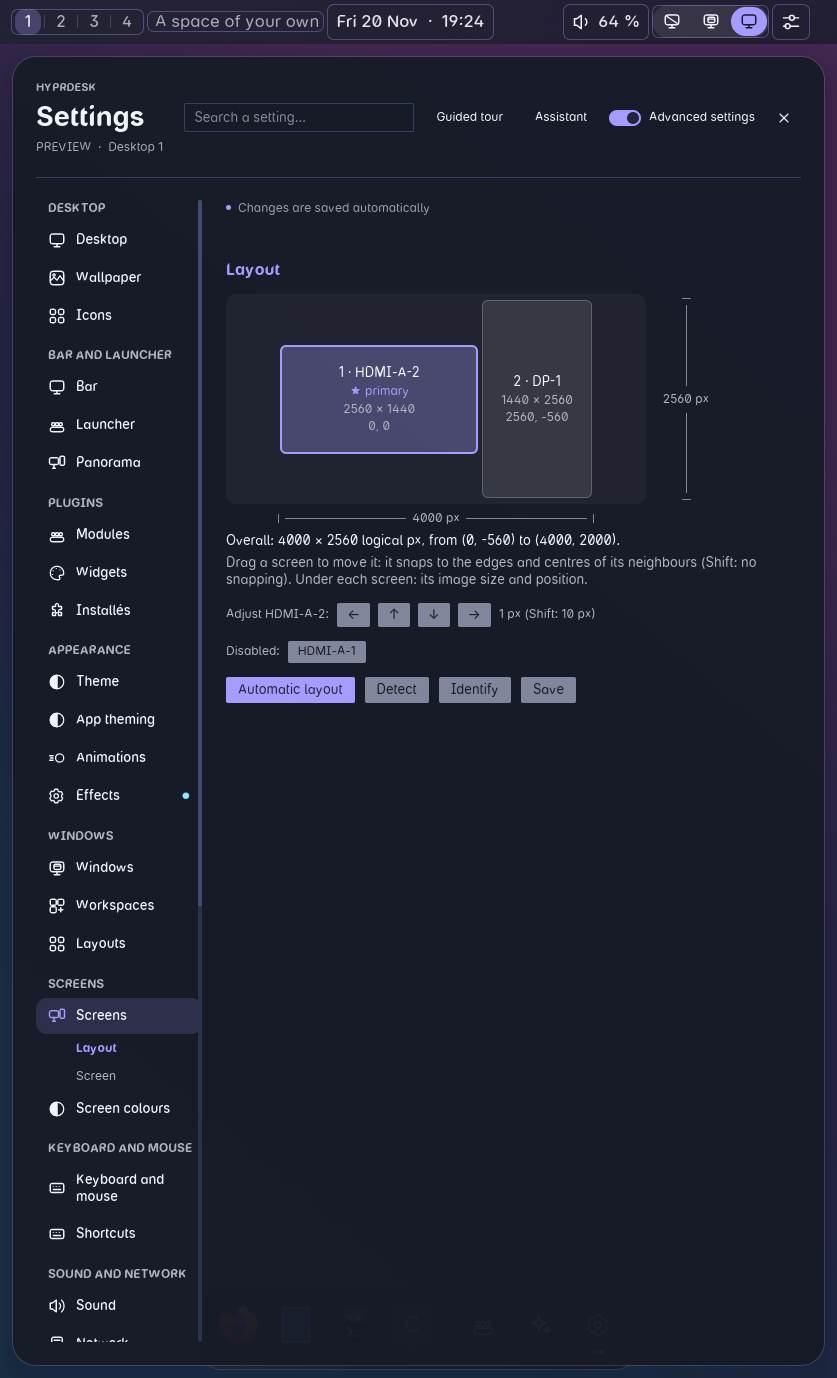 1 2 3 4 A space of your own Fri 20 Nov · 19:24 64 %
HYPRDESK
Settings
PREVIEW · Desktop 1
Search a setting...
Guided tour
Assistant
Advanced settings
DESKTOP
Desktop
Wallpaper
Icons
BAR AND LAUNCHER
Bar
Launcher
Panorama
PLUGINS
Modules
Widgets
Installés
APPEARANCE
Theme
App theming
Animations
Effects
WINDOWS
Windows
Workspaces
Layouts
SCREENS
Screens
Layout
Screen
Screen colours
KEYBOARD AND MOUSE
Keyboard and
mouse
Shortcuts
SOUND AND NETWORK
Sound
Network
• Changes are saved automatically
Layout
1 · HDMI-A-2
★ primary
2560 × 1440
0, 0
2 · DP-1
1440 × 2560
2560, -560
2560 px
4000 px
Overall: 4000 × 2560 logical px, from (0, -560) to (4000, 2000).
Drag a screen to move it: it snaps to the edges and centres of its neighbours (Shift: no
snapping). Under each screen: its image size and position.
Adjust HDMI-A-2: ← ↑ ↓ → 1 px (Shift: 10 px)
Disabled: HDMI-A-1
Automatic layout Detect Identify Save